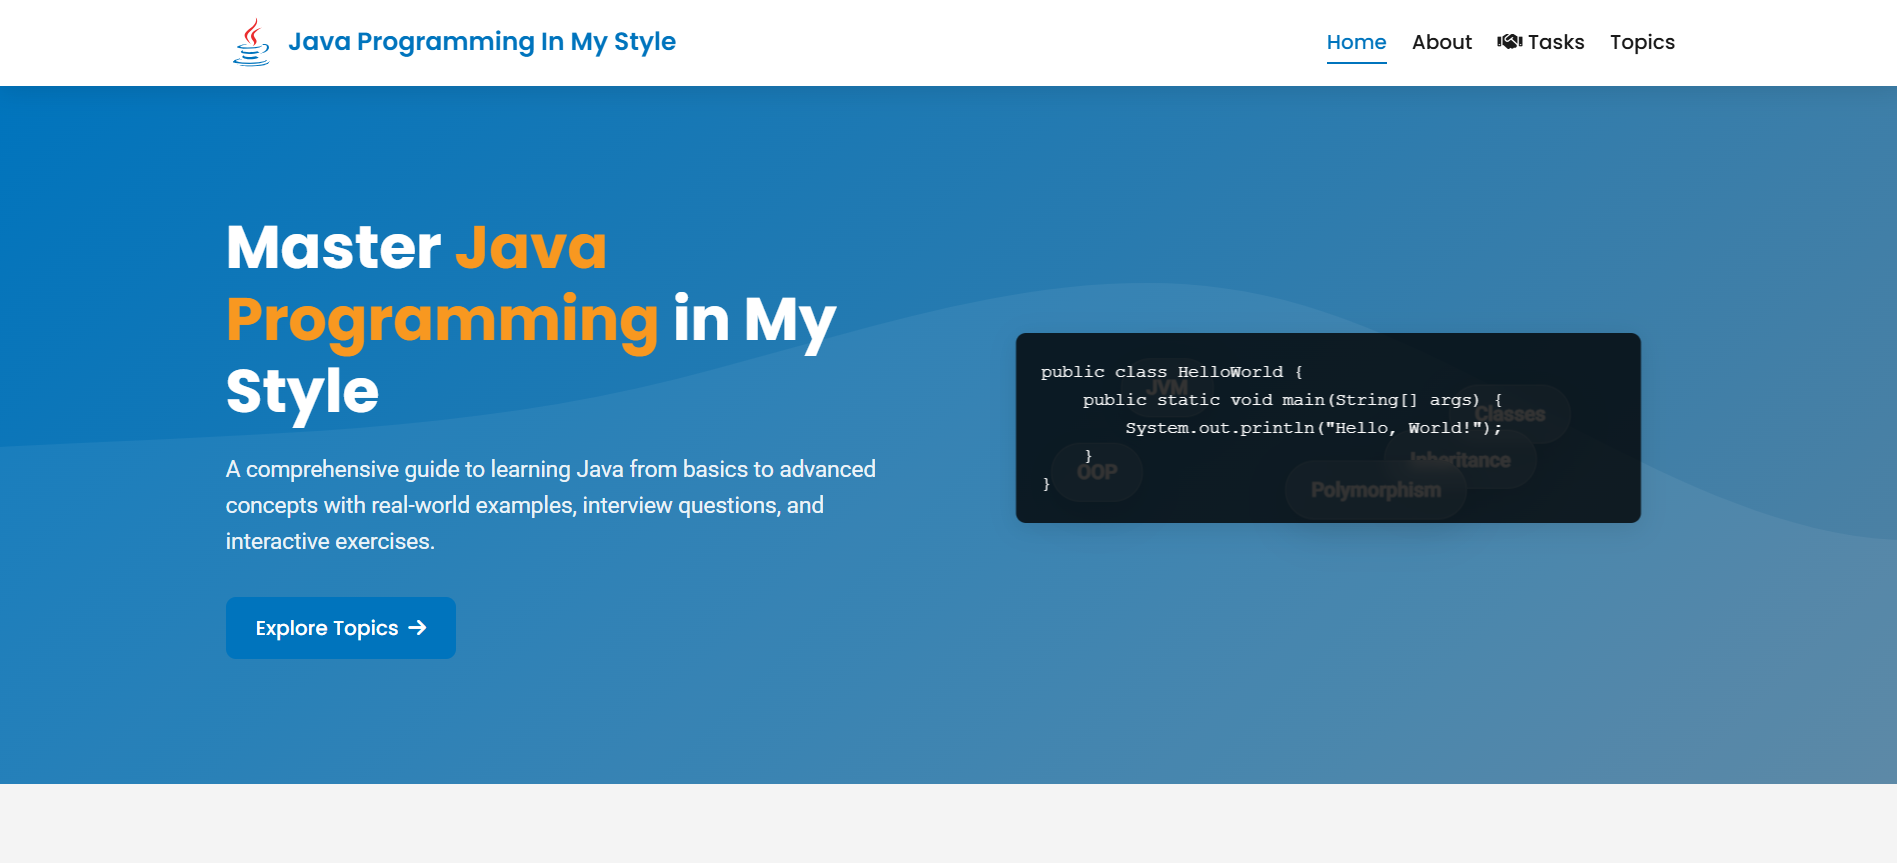 Java Programming In My Style
Home About Tasks Topics
Master Java
Programming in My
Style
A comprehensive guide to learning Java from basics to advanced
concepts with real-world examples, interview questions, and
interactive exercises.
Explore Topics
public class HelloWorld {
    public static void main(String[] args) {
        System.out.println("Hello, World!");
    }
}
JVM
Classes
OOP
Inheritance
Polymorphism